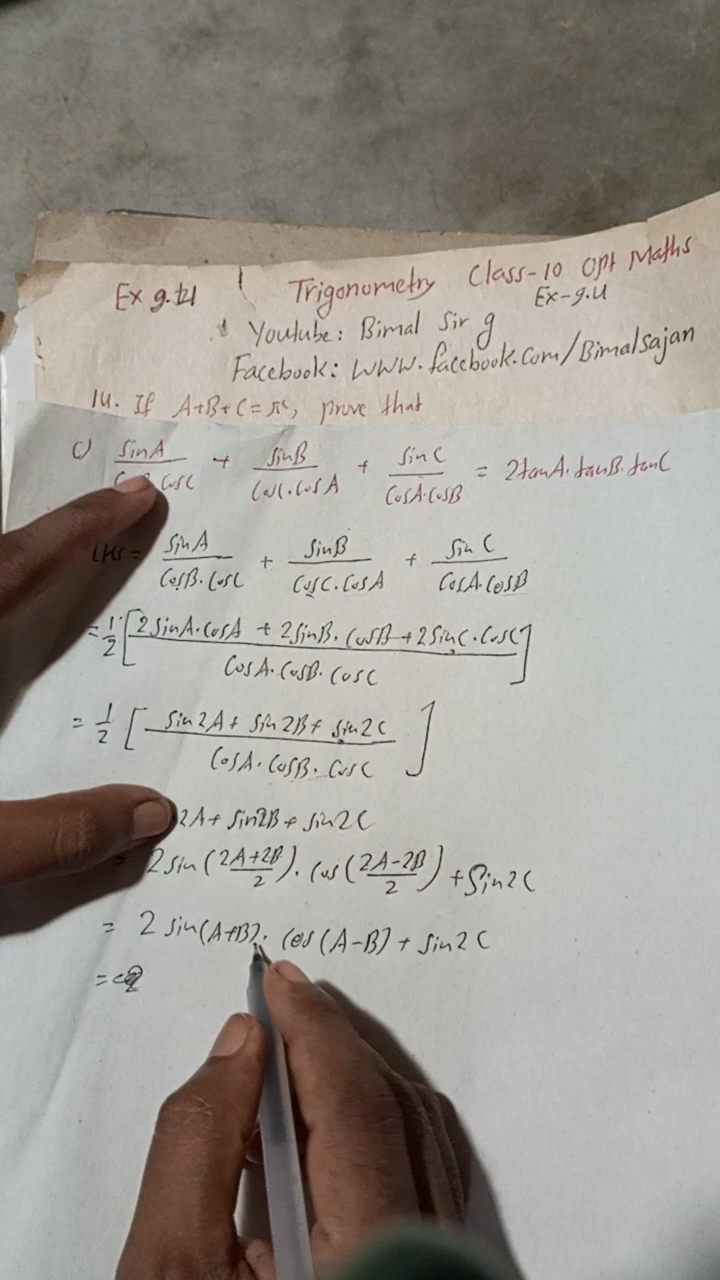 Ex 9.4 Trigonometry Class-10 Opt Maths
Ex-9.4
Youtube: Bimal Sir g
Facebook: WWW.facebook.com/Bimalsajan
14. If A+B+C=πᶜ, prove that
c) SinA/CosC + SinB/CosC.CosA + SinC/CosA.CosB = 2tanA.tanB.tanC
LHS = SinA/CosB.CosC + SinB/CosC.CosA + Sin C/CosA.CosB
= 1/2 [2SinA.CosA + 2SinB.CosB + 2SinC.CosC / CosA.CosB.CosC]
= 1/2 [Sin2A + Sin2B + Sin2C / CosA.CosB.CosC]
2A + Sin2B + Sin2C
= 2Sin(2A+2B/2).Cos(2A-2B/2) + Sin2C
= 2 Sin(A+B).Cos(A-B) + Sin2C
=